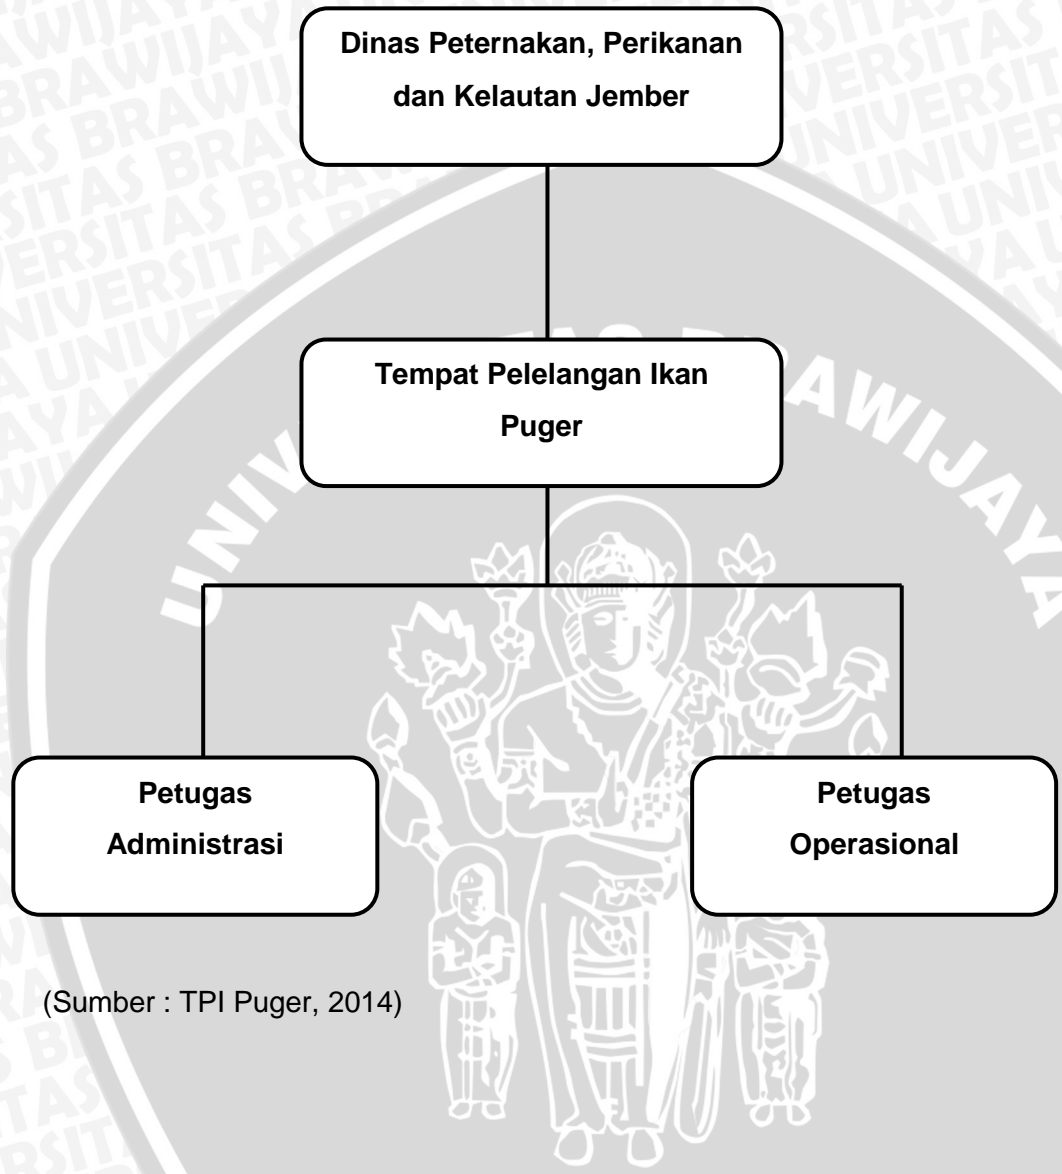 Dinas Peternakan, Perikanan
dan Kelautan Jember
Tempat Pelelangan Ikan
Puger
Petugas
Administrasi
Petugas
Operasional
(Sumber : TPI Puger, 2014)